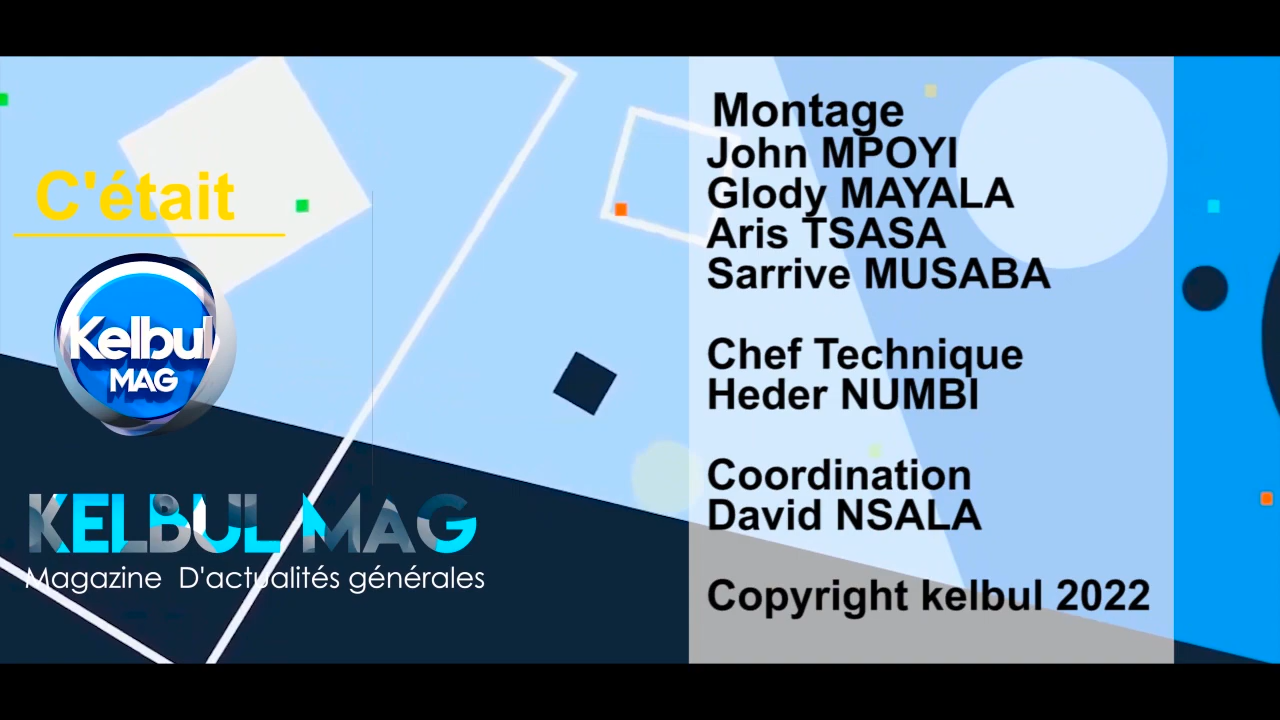 C'était
Kelbul
MAG
KELBUL MAG
Magazine D'actualités générales
Montage
John MPOYI
Glody MAYALA
Aris TSASA
Sarrive MUSABA
Chef Technique
Heder NUMBI
Coordination
David NSALA
Copyright kelbul 2022